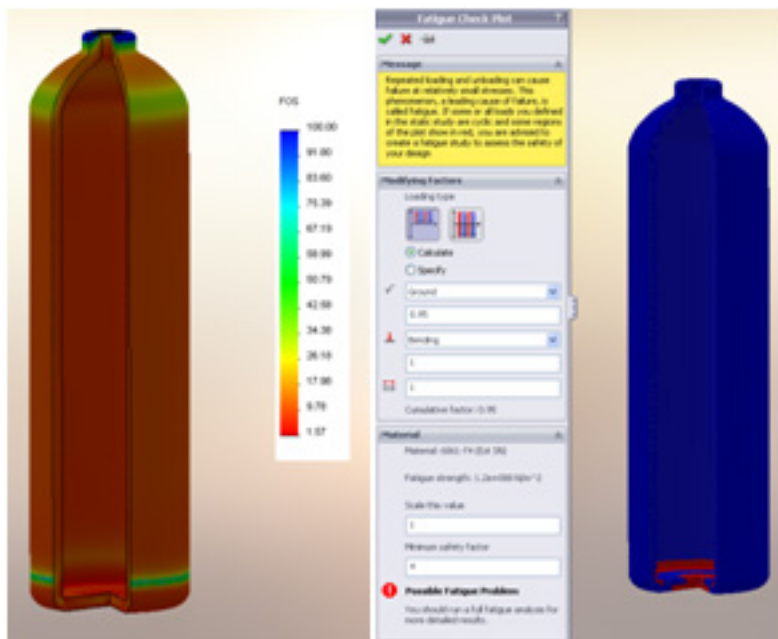 Fatigue Check Plot
?
Message
Repeated loading and unloading can cause
failure at relatively small stresses. This
phenomenon, a leading cause of failure, is
called fatigue. If some or all loads you defined
in the static study are cyclic and some regions
of the plot show in red, you are advised to
create a fatigue study to assess the safety of
your design
Modifying Factors
Loading type
Calculate
Specify
Ground
Bending
1
1
Cumulative factor:
Material
Fatigue strength:
Scale this value
1
Minimum safety factor
Possible Fatigue Problem
You should run a full fatigue analysis for
more detailed results.
FOS
100.00
91.80
83.60
75.39
67.19
58.99
50.79
42.58
34.38
26.18
17.98
9.78
1.57